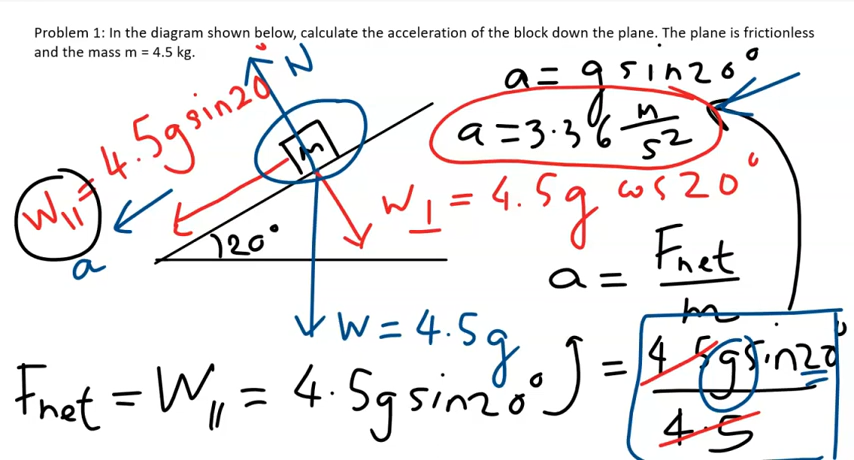 Problem 1: In the diagram shown below, calculate the acceleration of the block down the plane. The plane is frictionless
and the mass m = 4.5 kg.
N
a = g sin20°
a = 3.36 m/s²
W∥ = 4.5g sin20°
m
W⊥ = 4.5g cos20°
20°
a
a = Fnet/m
W = 4.5g
Fnet = W∥ = 4.5g sin20°
= 4.5g sin20°/4.5